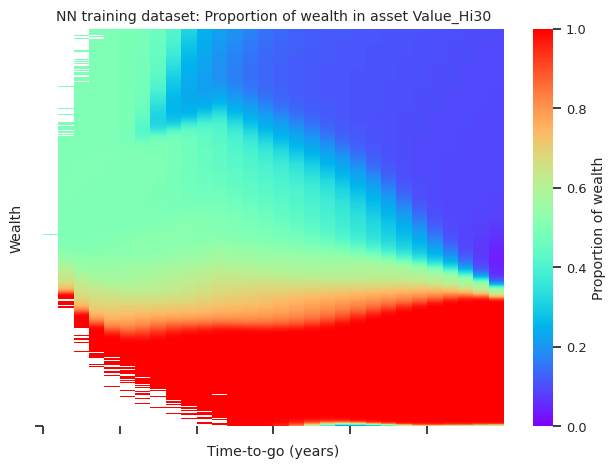 NN training dataset: Proportion of wealth in asset Value_Hi30
Wealth
Time-to-go (years)
1.0
0.8
0.6
0.4
0.2
0.0
Proportion of wealth